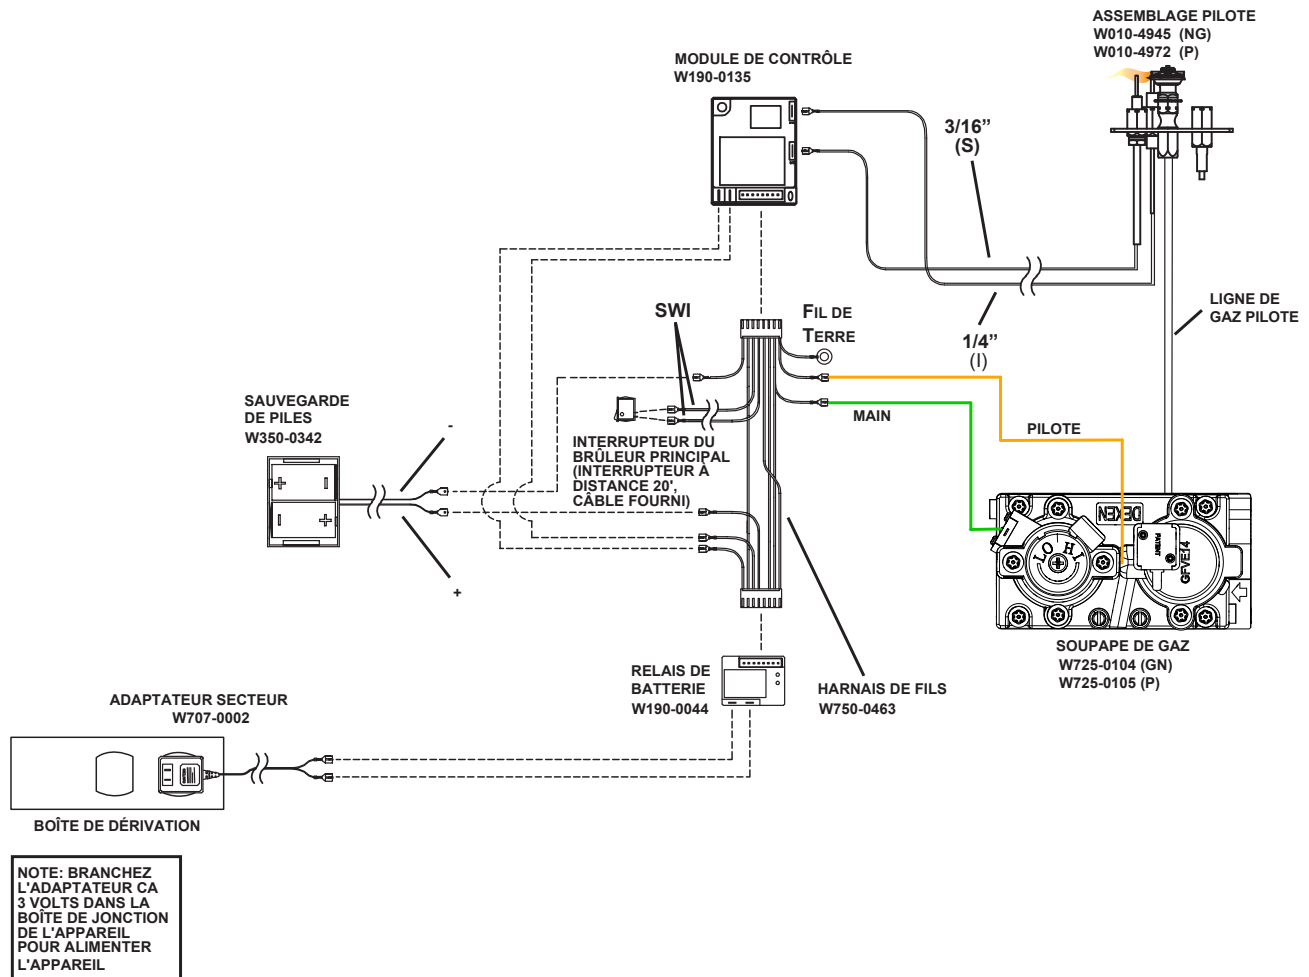 ASSEMBLAGE PILOTE
W010-4945 (NG)
W010-4972 (P)
MODULE DE CONTRÔLE
W190-0135
3/16”
(S)
1/4”
(I)
LIGNE DE
GAZ PILOTE
SWI
FIL DE
TERRE
MAIN
PILOTE
SAUVEGARDE
DE PILES
W350-0342
-
+
+
-
-
+
INTERRUPTEUR DU
BRÛLEUR PRINCIPAL
(INTERRUPTEUR À
DISTANCE 20',
CÂBLE FOURNI)
DEXEN
LO HI
PATENT
GFVE14
SOUPAPE DE GAZ
W725-0104 (GN)
W725-0105 (P)
RELAIS DE
BATTERIE
W190-0044
HARNAIS DE FILS
W750-0463
ADAPTATEUR SECTEUR
W707-0002
BOÎTE DE DÉRIVATION
NOTE: BRANCHEZ
L'ADAPTATEUR CA
3 VOLTS DANS LA
BOÎTE DE JONCTION
DE L'APPAREIL
POUR ALIMENTER
L'APPAREIL